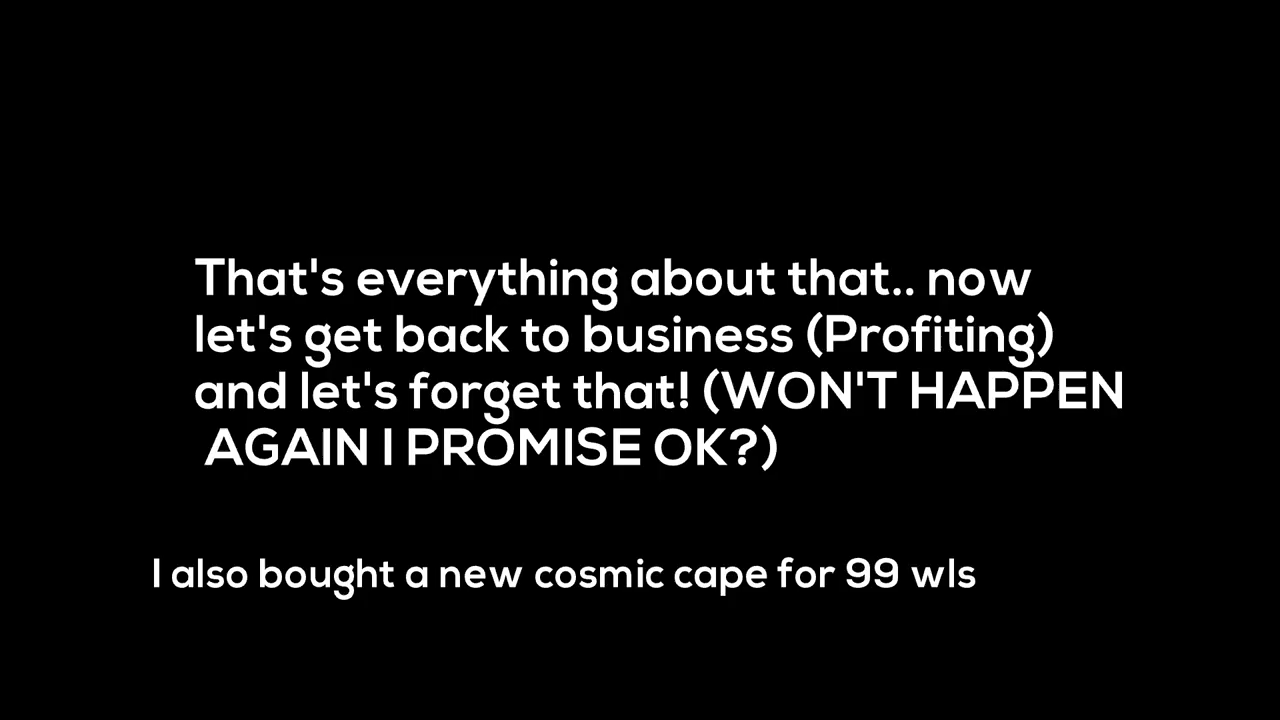 That's everything about that.. now
let's get back to business (Profiting)
and let's forget that! (WON'T HAPPEN
AGAIN I PROMISE OK?)
I also bought a new cosmic cape for 99 wls